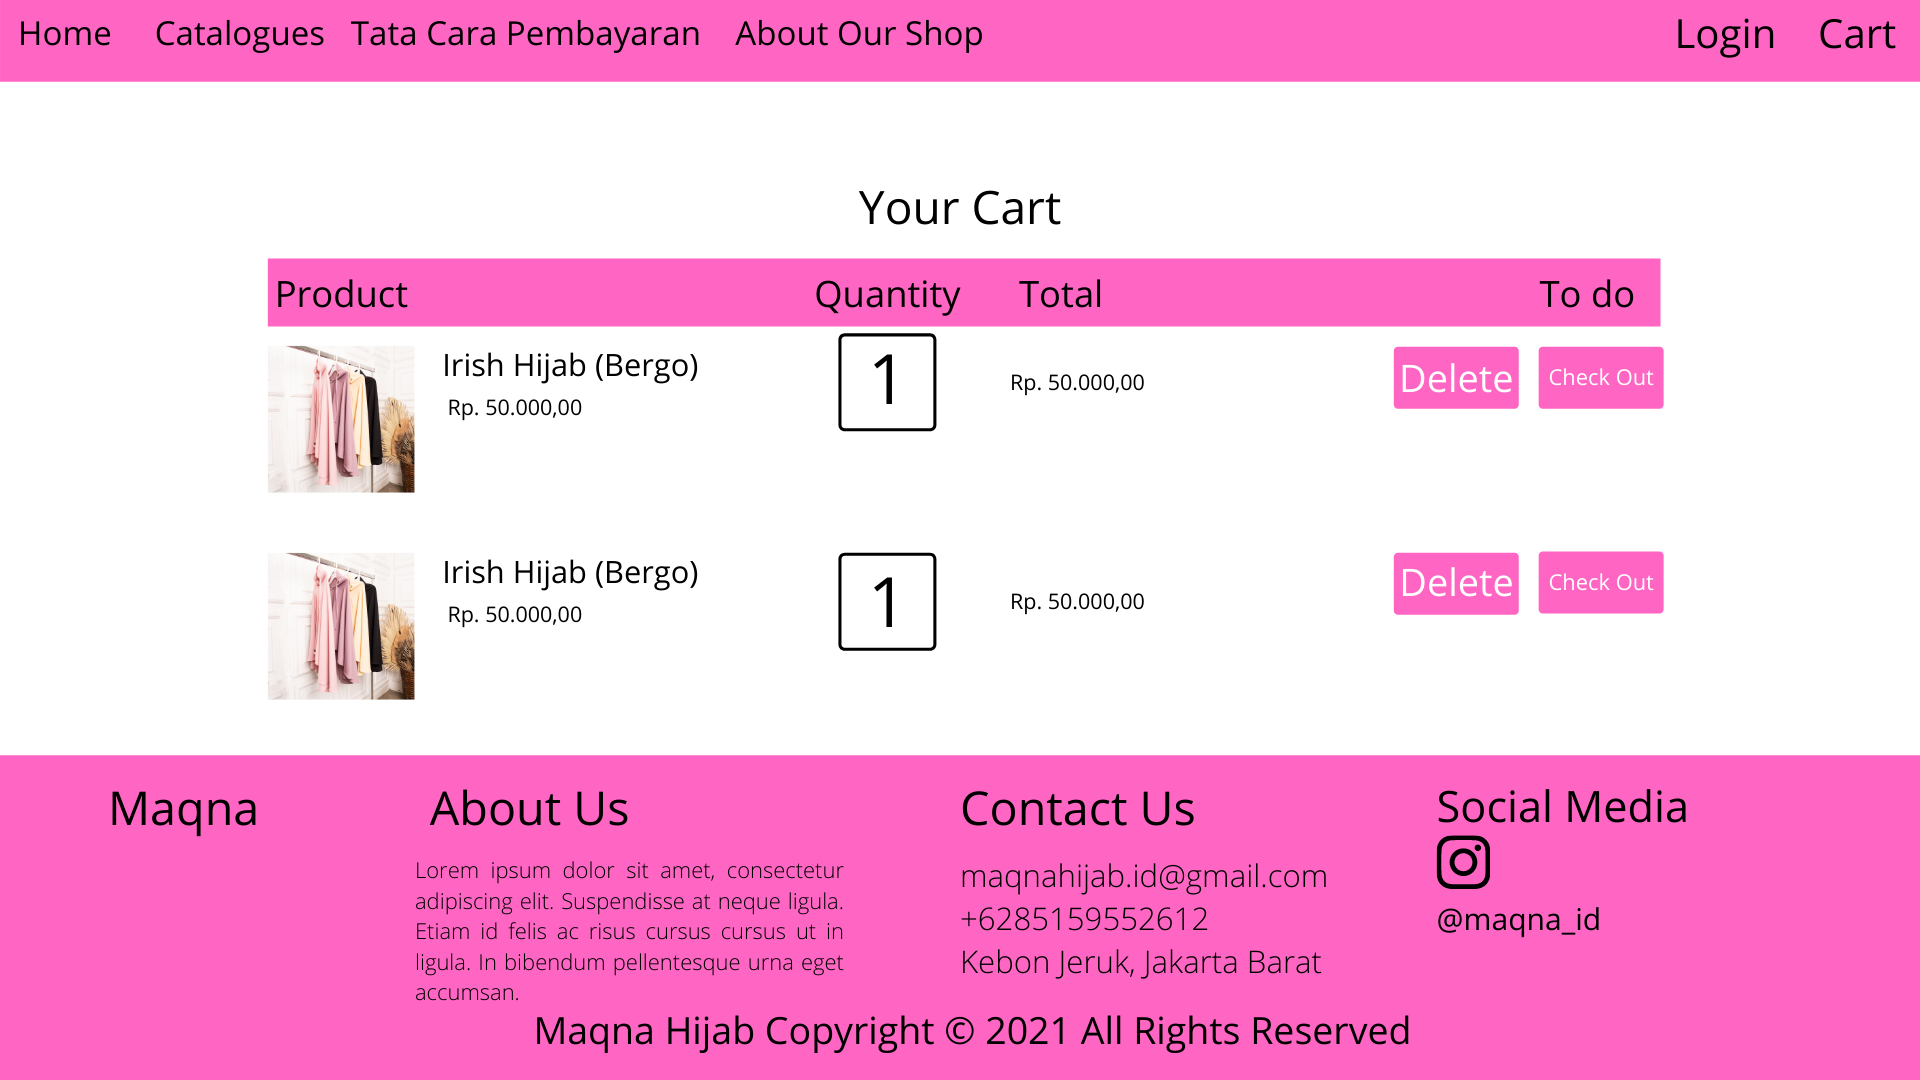 Home Catalogues Tata Cara Pembayaran About Our Shop Login Cart
Your Cart
Product Quantity Total To do
Irish Hijab (Bergo)
Rp. 50.000,00
1
Rp. 50.000,00
Delete
Check Out
Irish Hijab (Bergo)
Rp. 50.000,00
1
Rp. 50.000,00
Delete
Check Out
Maqna
About Us
Lorem ipsum dolor sit amet, consectetur
adipiscing elit. Suspendisse at neque ligula.
Etiam id felis ac risus cursus cursus ut in
ligula. In bibendum pellentesque urna eget
accumsan.
Contact Us
maqnahijab.id@gmail.com
+6285159552612
Kebon Jeruk, Jakarta Barat
Social Media
@maqna_id
Maqna Hijab Copyright © 2021 All Rights Reserved